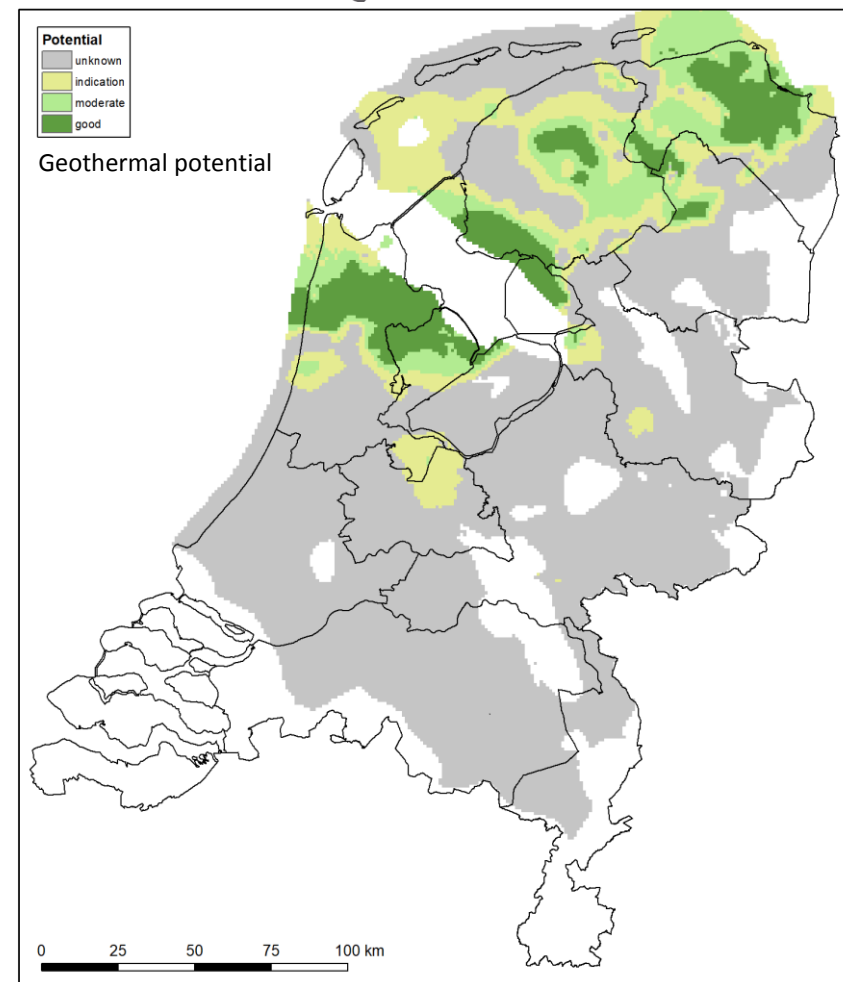 Potential
unknown
indication
moderate
good
Geothermal potential
0 25 50 75 100 km